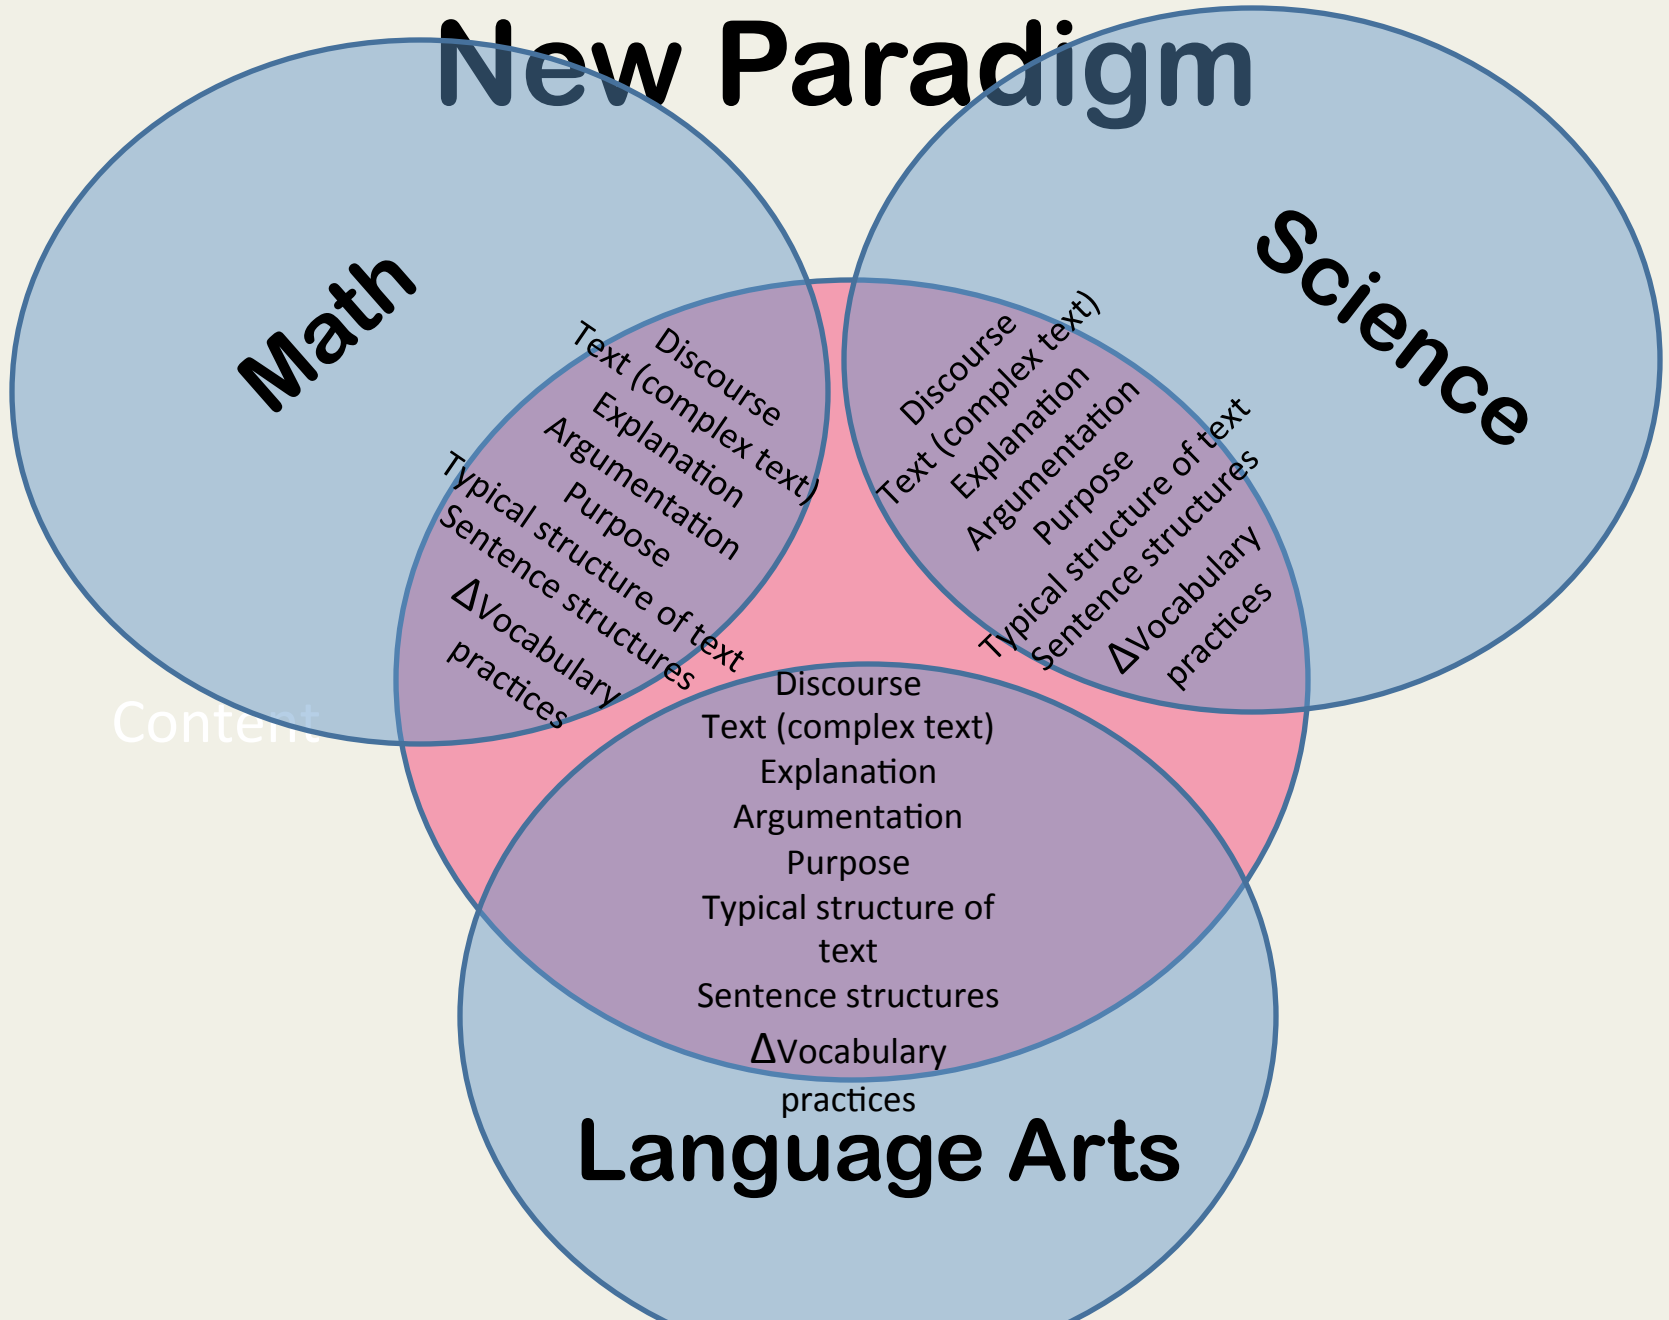 New Paradigm
Math
Science
Discourse
Text (complex text)
Explanation
Argumentation
Purpose
Typical structure of text
Sentence structures
ΔVocabulary
practices
Discourse
Text (complex text)
Explanation
Argumentation
Purpose
Typical structure of text
Sentence structures
ΔVocabulary
practices
Content
Discourse
Text (complex text)
Explanation
Argumentation
Purpose
Typical structure of
text
Sentence structures
ΔVocabulary
practices
Language Arts